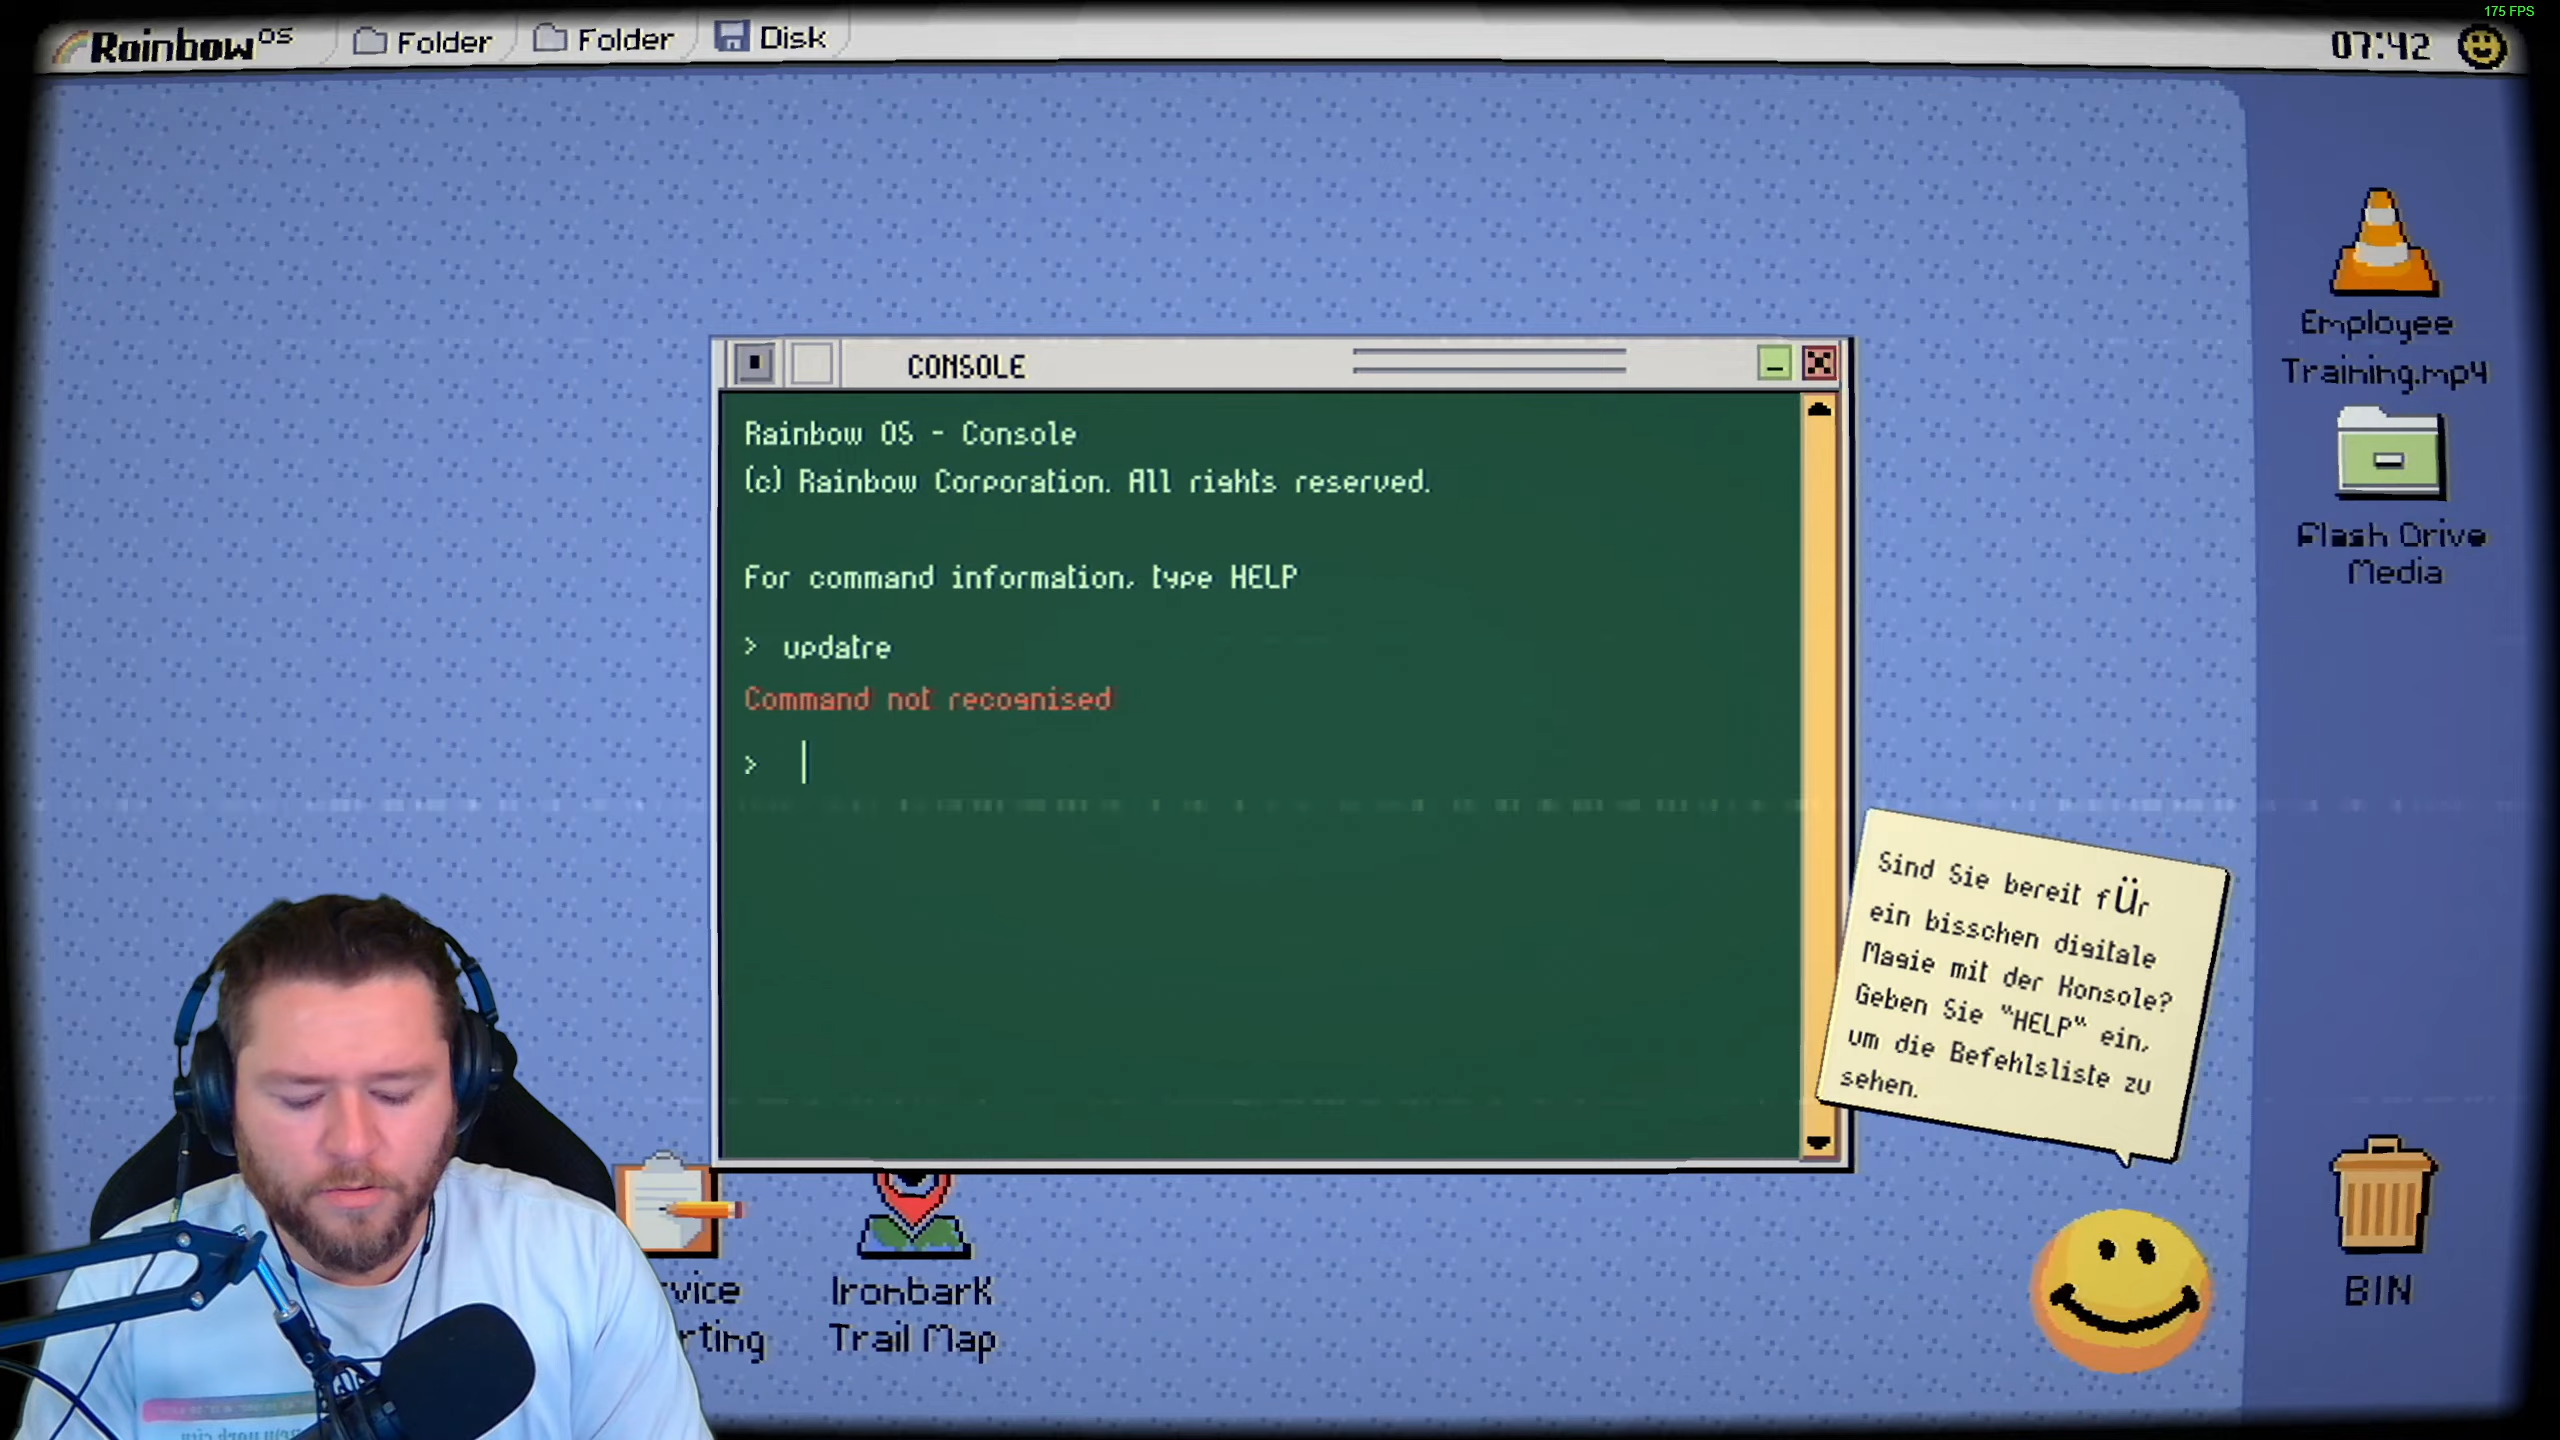 175 FPS
Rainbow OS
Folder
Folder
Disk
07:42
Employee
Training.mp4
Flash Drive
Media
CONSOLE
Rainbow OS - Console
(c) Rainbow Corporation. All rights reserved.
For command information, type HELP
> updatre
Command not recognised
>
Sind Sie bereit für
ein bisschen digitale
Magie mit der Konsole?
Geben Sie "HELP" ein,
um die Befehlsliste zu
sehen.
Ironbark
Trail Map
BIN